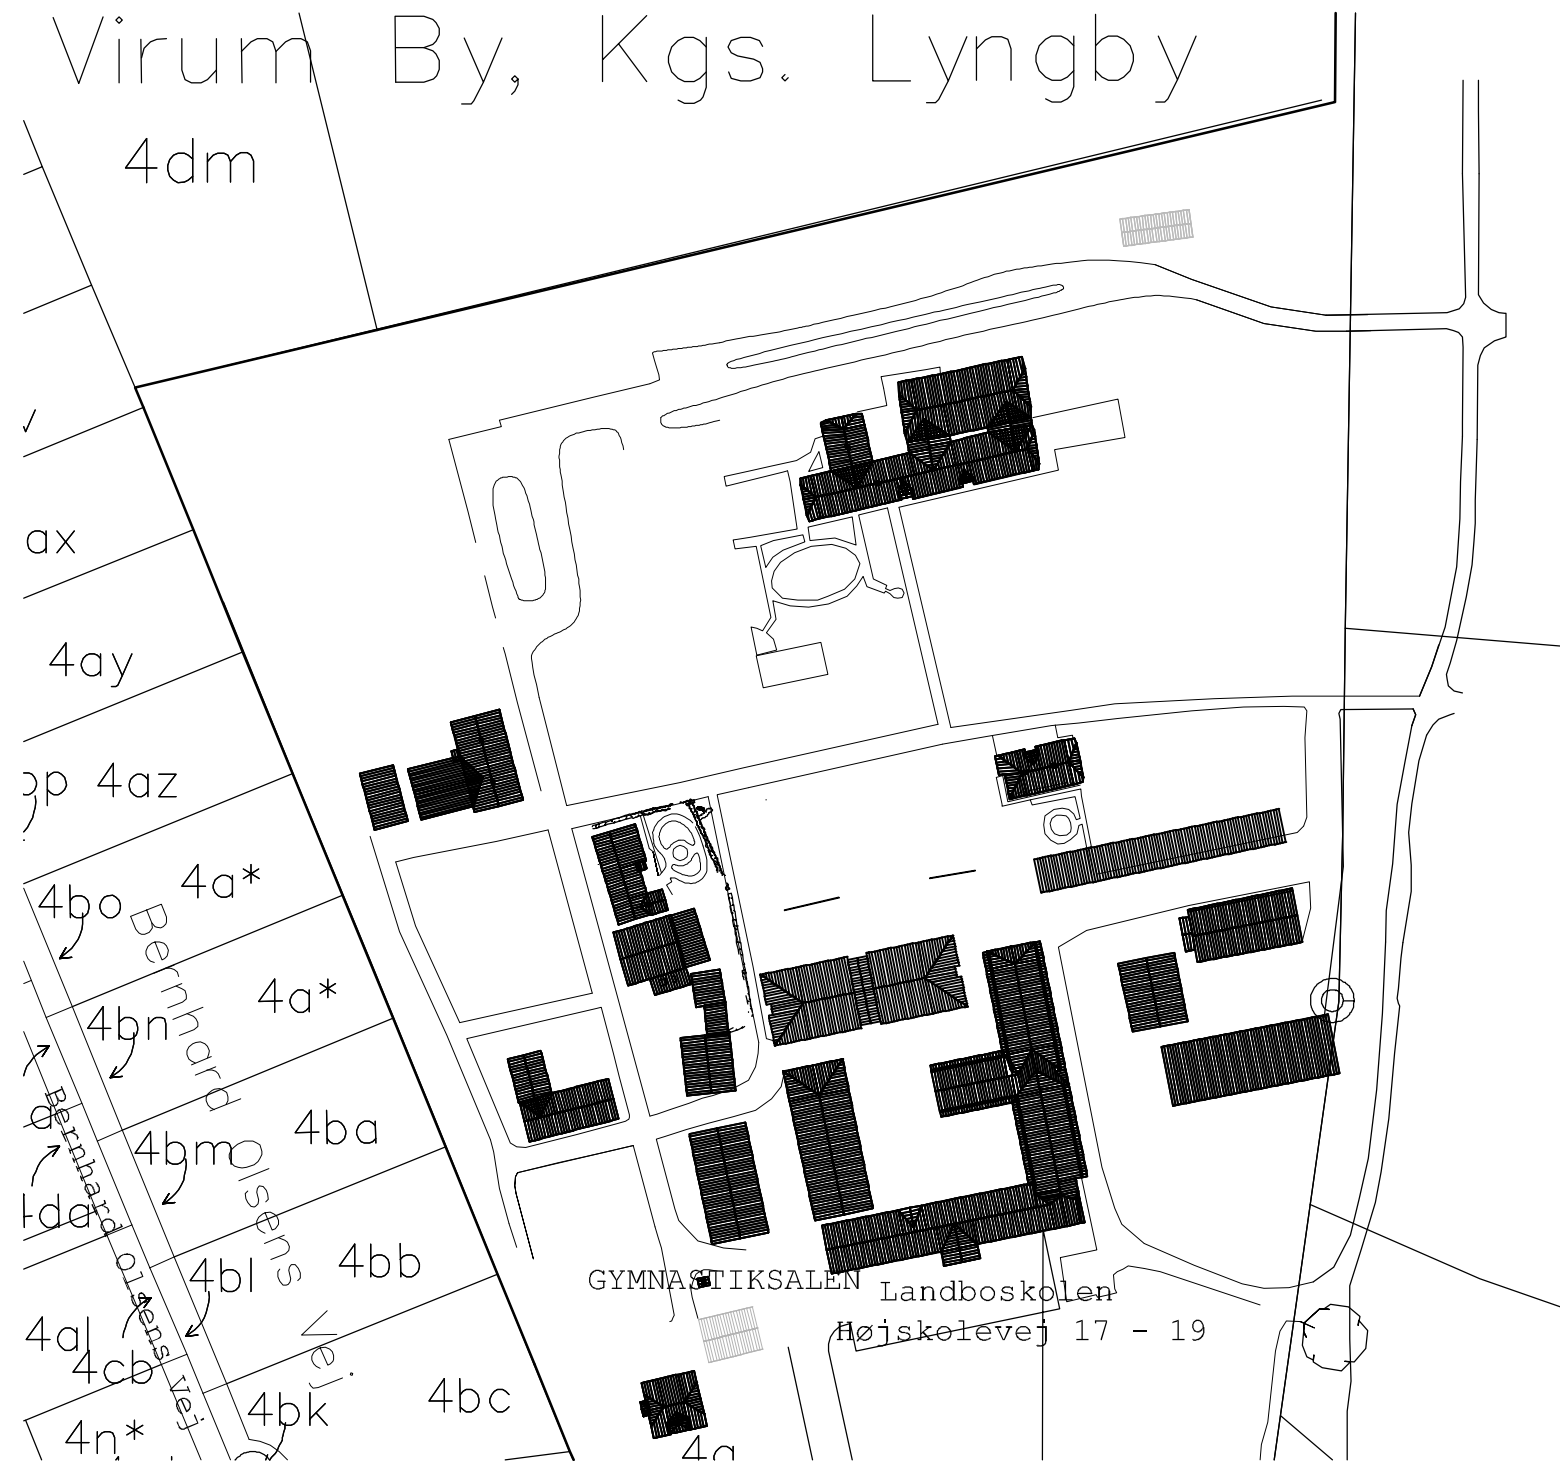 Virum By, Kgs. Lyngby
4dm
ax
4ay
4az
4a*
4bo
4a*
4bn
Bernhard Olsens Vej
4ba
4bm
4da
Bernhard Olsens Vej
4bb
4bl
4al
4cb
4bc
4bk
4n*
GYMNASTIKSALEN
Landboskolen
Højskolevej 17 - 19